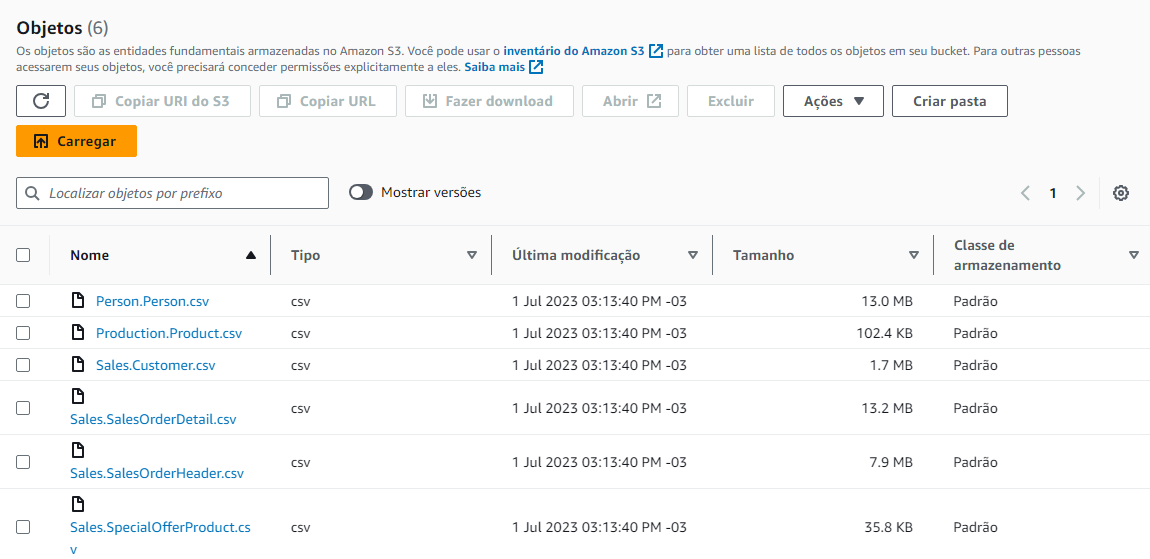 Objetos (6)
Os objetos são as entidades fundamentais armazenadas no Amazon S3. Você pode usar o inventário do Amazon S3 para obter uma lista de todos os objetos em seu bucket. Para outras pessoas
acessarem seus objetos, você precisará conceder permissões explicitamente a eles. Saiba mais
Copiar URI do S3 Copiar URL Fazer download Abrir Excluir Ações Criar pasta
Carregar
Localizar objetos por prefixo Mostrar versões 1
Nome Tipo Última modificação Tamanho Classe de
armazenamento
Person.Person.csv csv 1 Jul 2023 03:13:40 PM -03 13.0 MB Padrão
Production.Product.csv csv 1 Jul 2023 03:13:40 PM -03 102.4 KB Padrão
Sales.Customer.csv csv 1 Jul 2023 03:13:40 PM -03 1.7 MB Padrão
Sales.SalesOrderDetail.csv csv 1 Jul 2023 03:13:40 PM -03 13.2 MB Padrão
Sales.SalesOrderHeader.csv csv 1 Jul 2023 03:13:40 PM -03 7.9 MB Padrão
Sales.SpecialOfferProduct.cs csv 1 Jul 2023 03:13:40 PM -03 35.8 KB Padrão
v